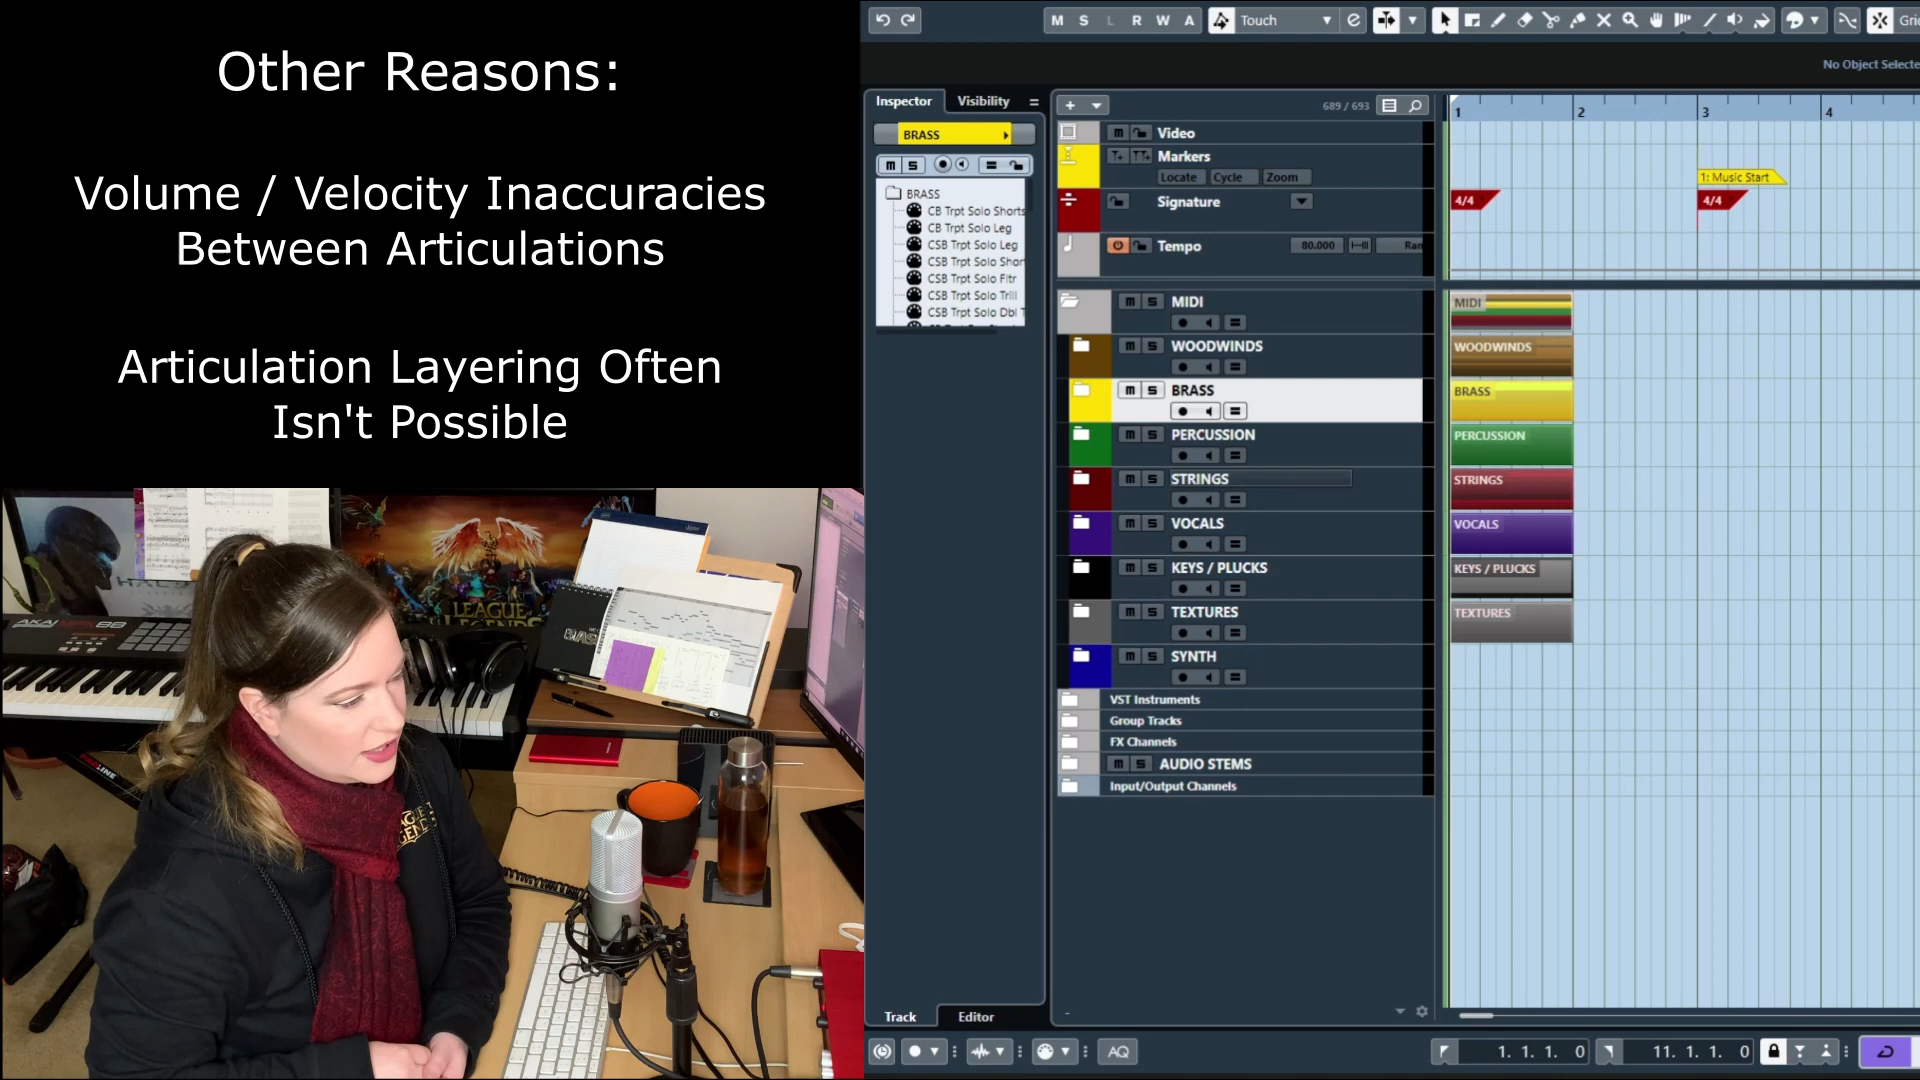 Other Reasons:
Volume / Velocity Inaccuracies
Between Articulations
Articulation Layering Often
Isn't Possible
M S L R W A
Touch
No Object Selecte
Inspector
Visibility
BRASS
m S
BRASS
CB Trpt Solo Shorts
CB Trpt Solo Leg
CSB Trpt Solo Leg
CSB Trpt Solo Shor
CSB Trpt Solo Fltr
CSB Trpt Solo Trill
CSB Trpt Solo Dbl T
689 / 693
Video
Markers
Locate Cycle Zoom
Signature
Tempo
80.000
Ran
m S MIDI
m S WOODWINDS
m S BRASS
m S PERCUSSION
m S STRINGS
m S VOCALS
m S KEYS / PLUCKS
m S TEXTURES
m S SYNTH
VST Instruments
Group Tracks
FX Channels
m S AUDIO STEMS
Input/Output Channels
1 2 3 4
1: Music Start
4/4 4/4
MIDI
WOODWINDS
BRASS
PERCUSSION
STRINGS
VOCALS
KEYS / PLUCKS
TEXTURES
Track
Editor
AQ
1. 1. 1. 0
11. 1. 1. 0
AKAI
88
LEAGUE
LEGENDS